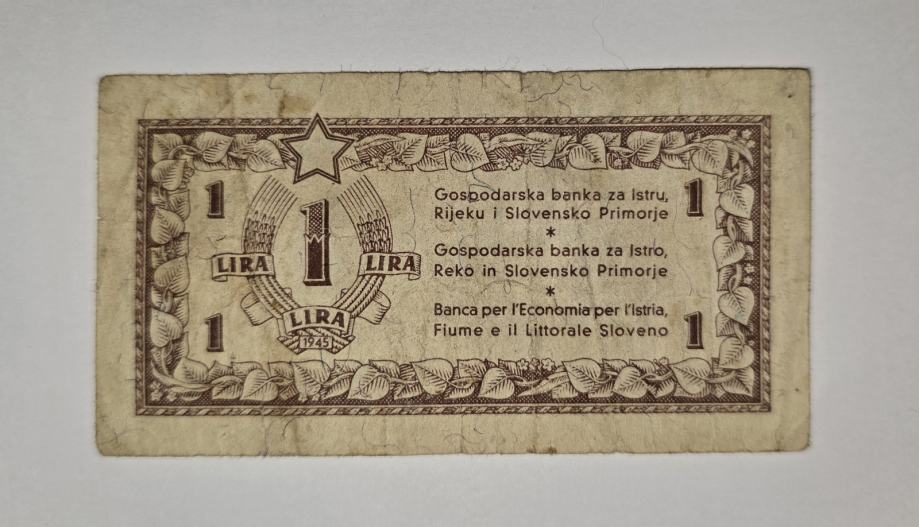 1
1
1
LIRA
LIRA
LIRA
1945
1
Gospodarska banka za Istru,
Rijeku i Slovensko Primorje
*
Gospodarska banka za Istro,
Reko in Slovensko Primorje
*
Banca per l'Economia per l'Istria,
Fiume e il Littorale Sloveno
1
1